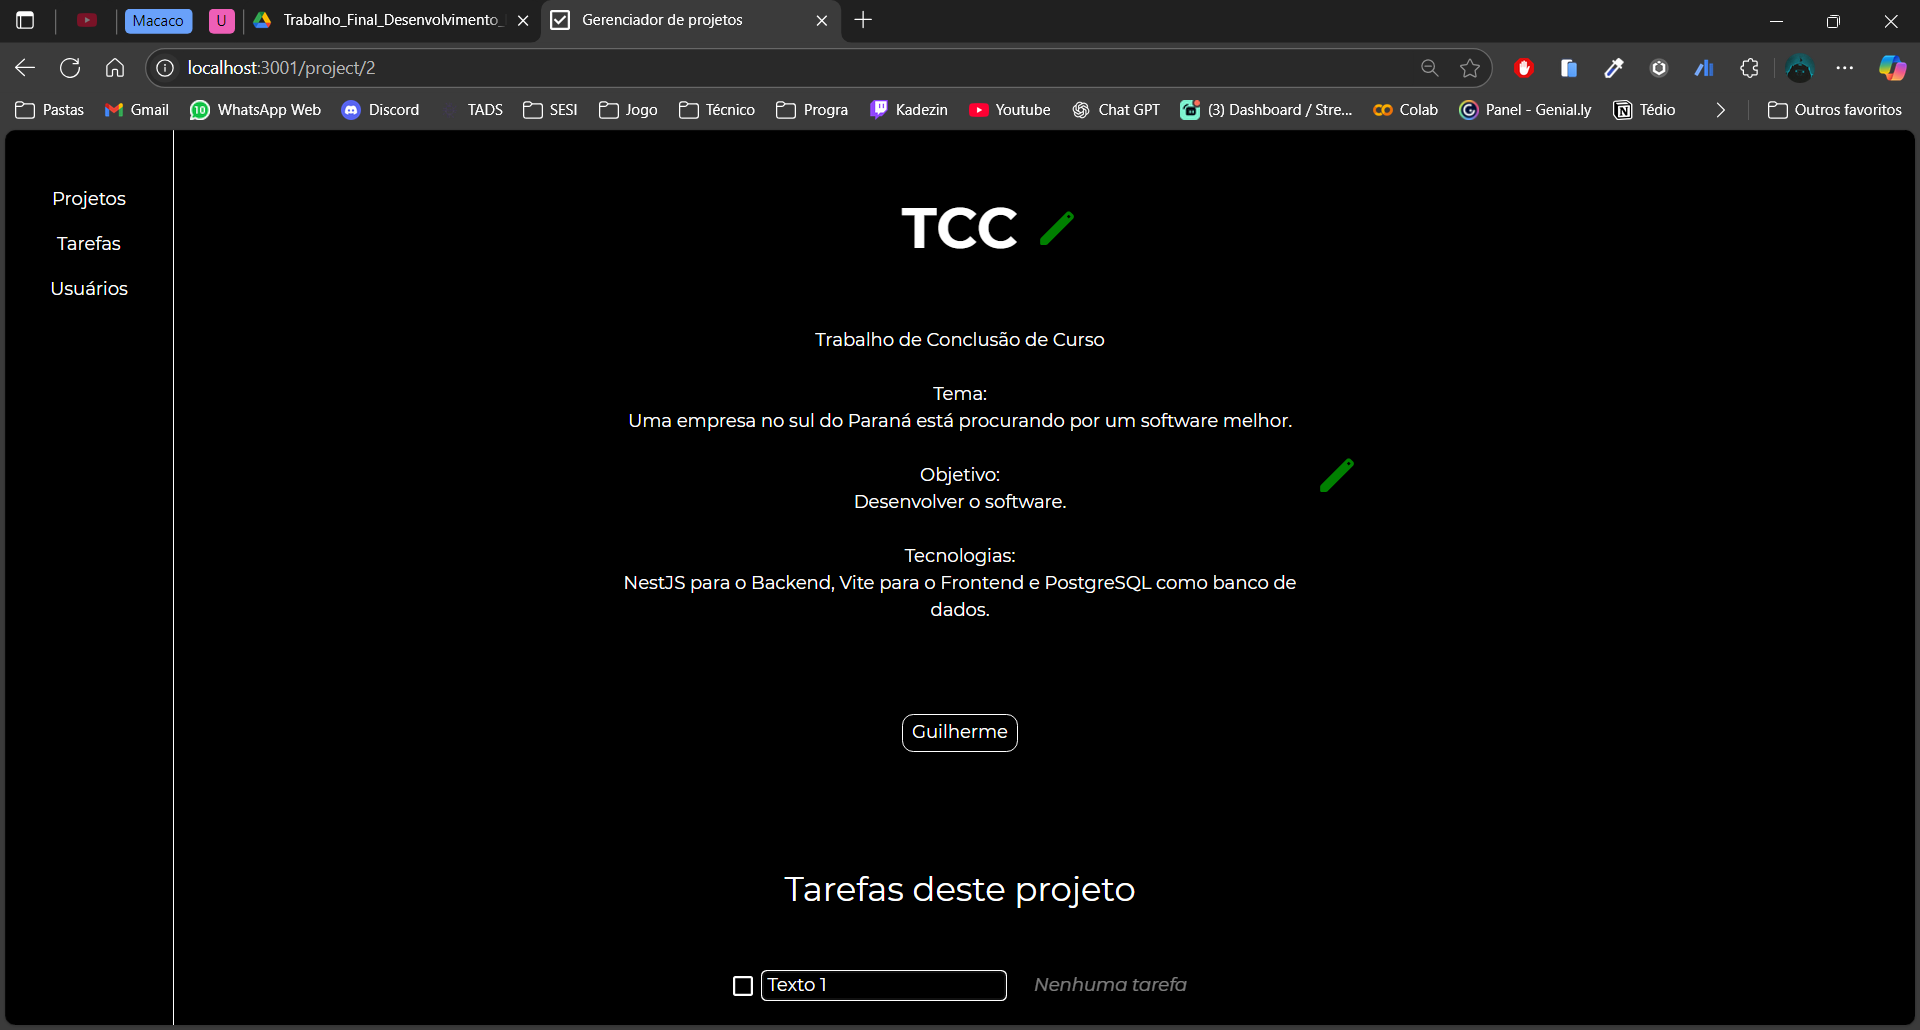 Macaco
U
Trabalho_Final_Desenvolvimento_
Gerenciador de projetos
localhost:3001/project/2
Pastas
Gmail
10
WhatsApp Web
Discord
TADS
SESI
Jogo
Técnico
Progra
Kadezin
Youtube
Chat GPT
(3) Dashboard / Stre...
Colab
Panel - Genial.ly
Tédio
Outros favoritos
Projetos
Tarefas
Usuários
TCC
Trabalho de Conclusão de Curso
Tema:
Uma empresa no sul do Paraná está procurando por um software melhor.
Objetivo:
Desenvolver o software.
Tecnologias:
NestJS para o Backend, Vite para o Frontend e PostgreSQL como banco de
dados.
Guilherme
Tarefas deste projeto
Texto 1
Nenhuma tarefa